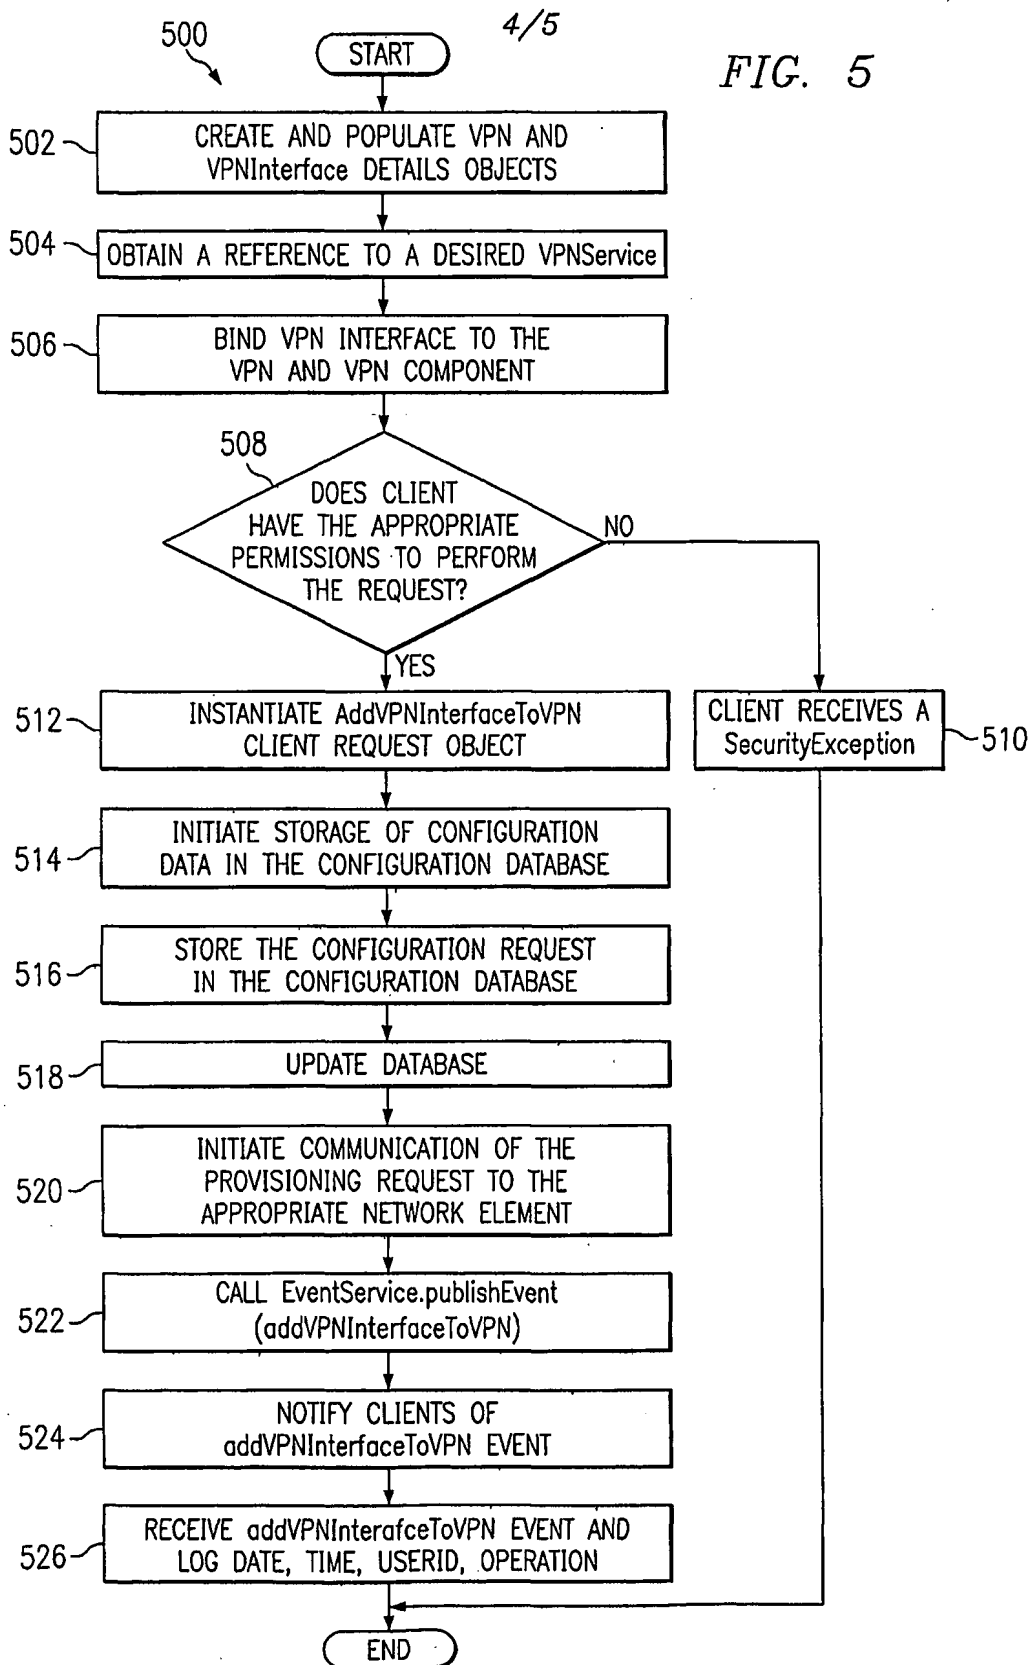 4/5
500
START
FIG. 5
502
CREATE AND POPULATE VPN AND
VPNInterface DETAILS OBJECTS
504
OBTAIN A REFERENCE TO A DESIRED VPNService
506
BIND VPN INTERFACE TO THE
VPN AND VPN COMPONENT
508
DOES CLIENT
HAVE THE APPROPRIATE
PERMISSIONS TO PERFORM
THE REQUEST?
NO
YES
512
INSTANTIATE AddVPNInterfaceToVPN
CLIENT REQUEST OBJECT
CLIENT RECEIVES A
SecurityException
510
514
INITIATE STORAGE OF CONFIGURATION
DATA IN THE CONFIGURATION DATABASE
516
STORE THE CONFIGURATION REQUEST
IN THE CONFIGURATION DATABASE
518
UPDATE DATABASE
520
INITIATE COMMUNICATION OF THE
PROVISIONING REQUEST TO THE
APPROPRIATE NETWORK ELEMENT
522
CALL EventService.publishEvent
(addVPNInterfaceToVPN)
524
NOTIFY CLIENTS OF
addVPNInterfaceToVPN EVENT
526
RECEIVE addVPNInterafceToVPN EVENT AND
LOG DATE, TIME, USERID, OPERATION
END